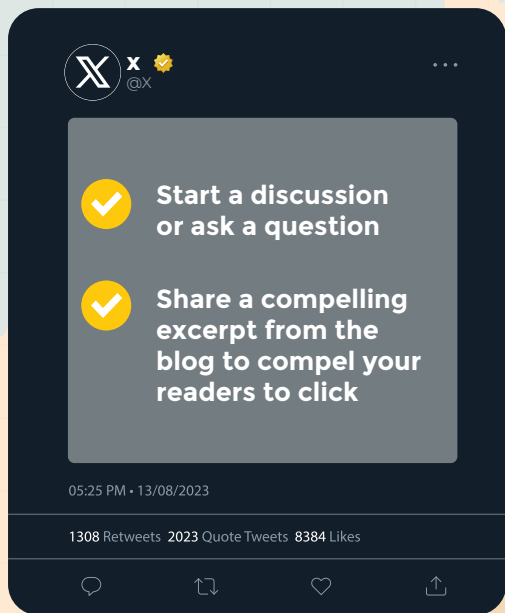 X
@X
Start a discussion
or ask a question
Share a compelling
excerpt from the
blog to compel your
readers to click
05:25 PM • 13/08/2023
1308 Retweets 2023 Quote Tweets 8384 Likes